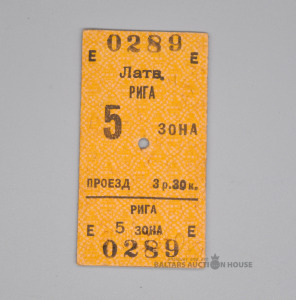 0289
Е Е
Латв.
РИГА
5 ЗОНА
ПРОЕЗД 3 р. 30 к.
РИГА
5 ЗОНА
Е Е
0289
BALTARS AUCTION HOUSE